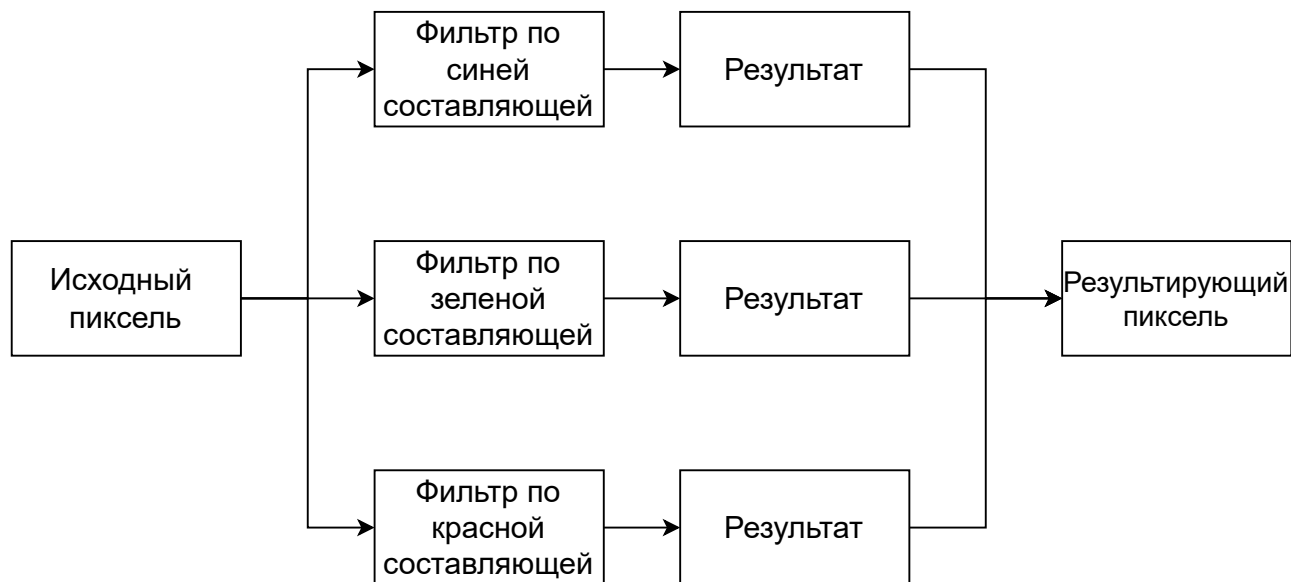 Фильтр по
синей
составляющей
Результат
Исходный
пиксель
Фильтр по
зеленой
составляющей
Результат
Результирующий
пиксель
Фильтр по
красной
составляющей
Результат